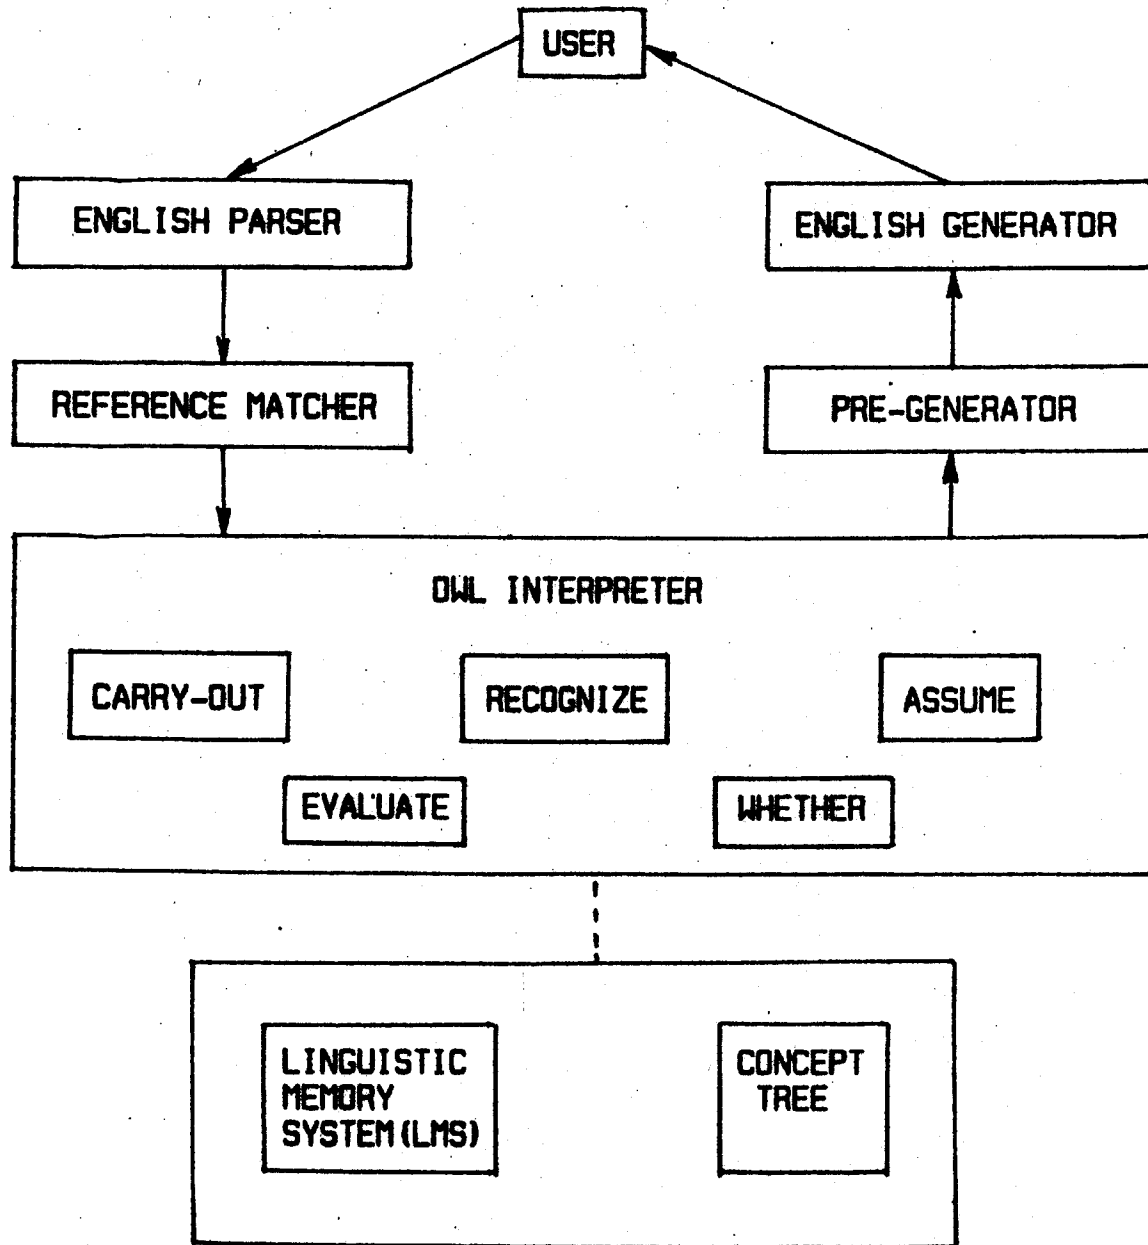 USER
ENGLISH PARSER
ENGLISH GENERATOR
REFERENCE MATCHER
PRE-GENERATOR
OWL INTERPRETER
CARRY-OUT
RECOGNIZE
ASSUME
EVALUATE
WHETHER
LINGUISTIC
MEMORY
SYSTEM(LMS)
CONCEPT
TREE